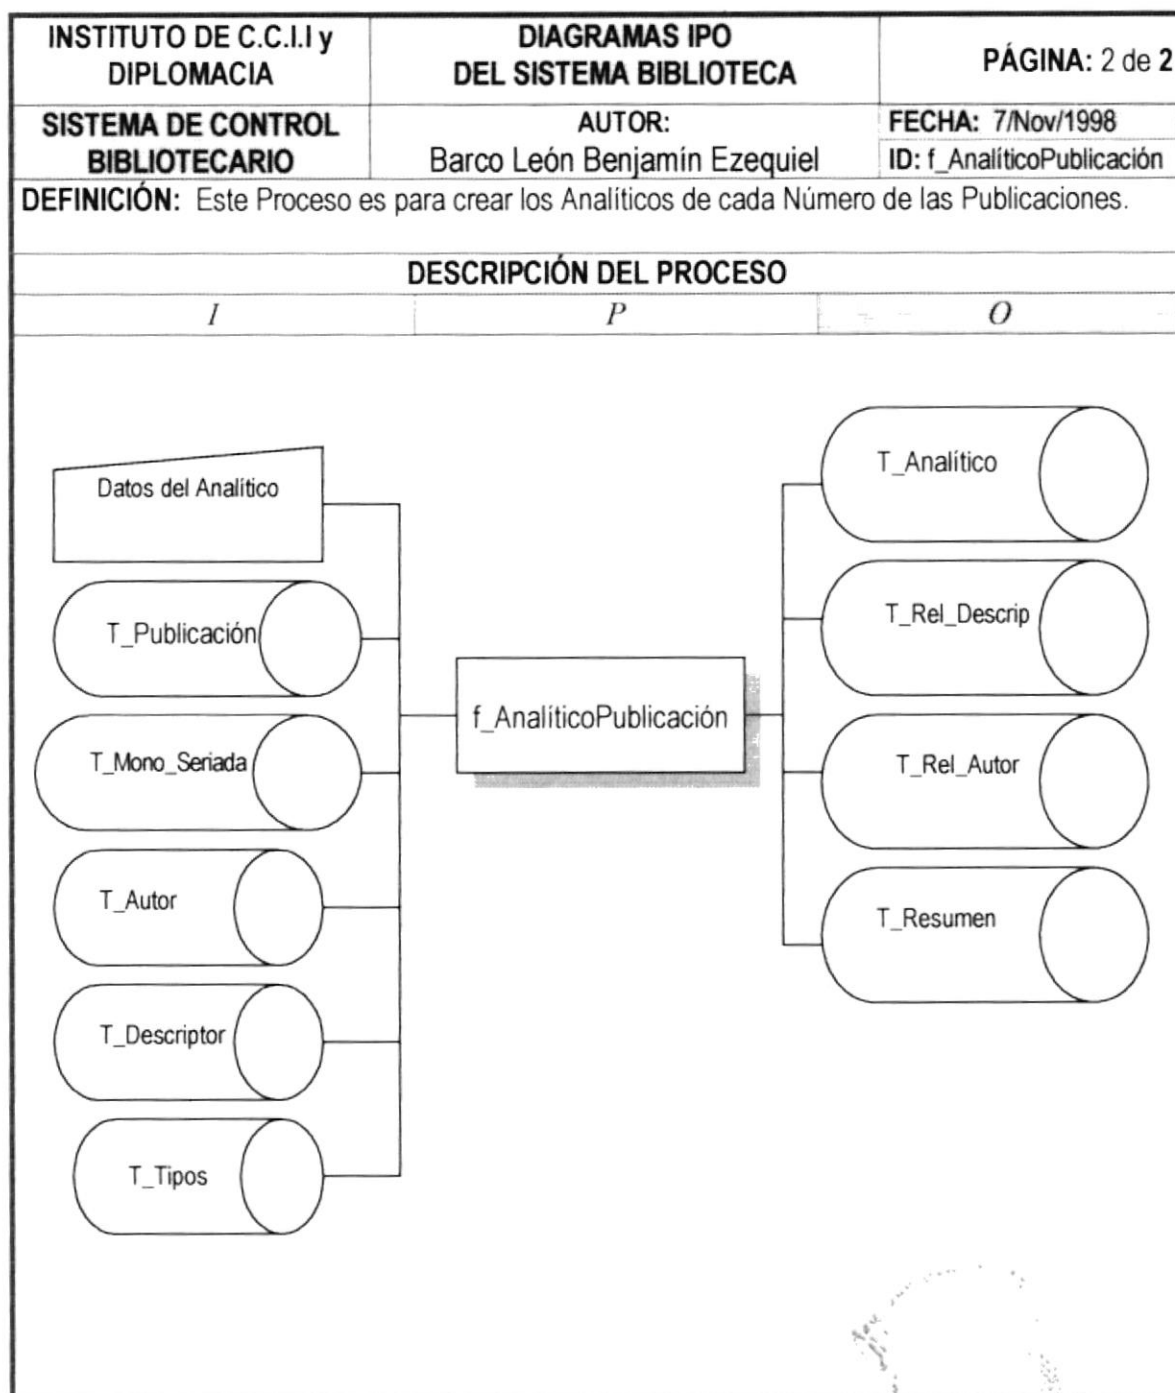 INSTITUTO DE C.C.I.I y
DIPLOMACIA
DIAGRAMAS IPO
DEL SISTEMA BIBLIOTECA
PÁGINA: 2 de 2
SISTEMA DE CONTROL
BIBLIOTECARIO
AUTOR:
Barco León Benjamín Ezequiel
FECHA: 7/Nov/1998
ID: f_AnalíticoPublicación
DEFINICIÓN: Este Proceso es para crear los Analíticos de cada Número de las Publicaciones.
DESCRIPCIÓN DEL PROCESO
I
P
O
Datos del Analítico
T_Publicación
T_Mono_Seriada
T_Autor
T_Descriptor
T_Tipos
f_AnalíticoPublicación
T_Analítico
T_Rel_Descrip
T_Rel_Autor
T_Resumen